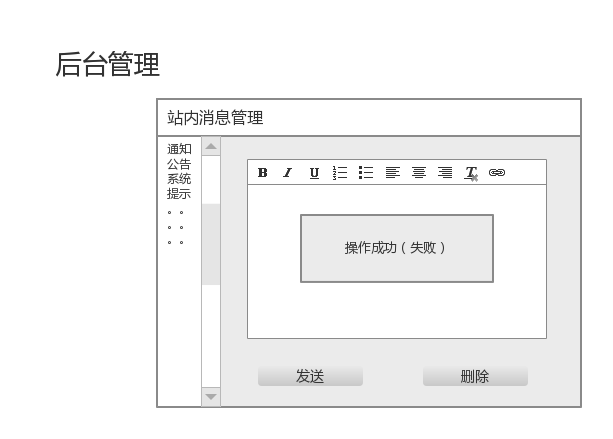 后台管理
站内消息管理
通知
公告
系统
提示
。。
。。
。。
B I U T
操作成功（失败）
发送
删除